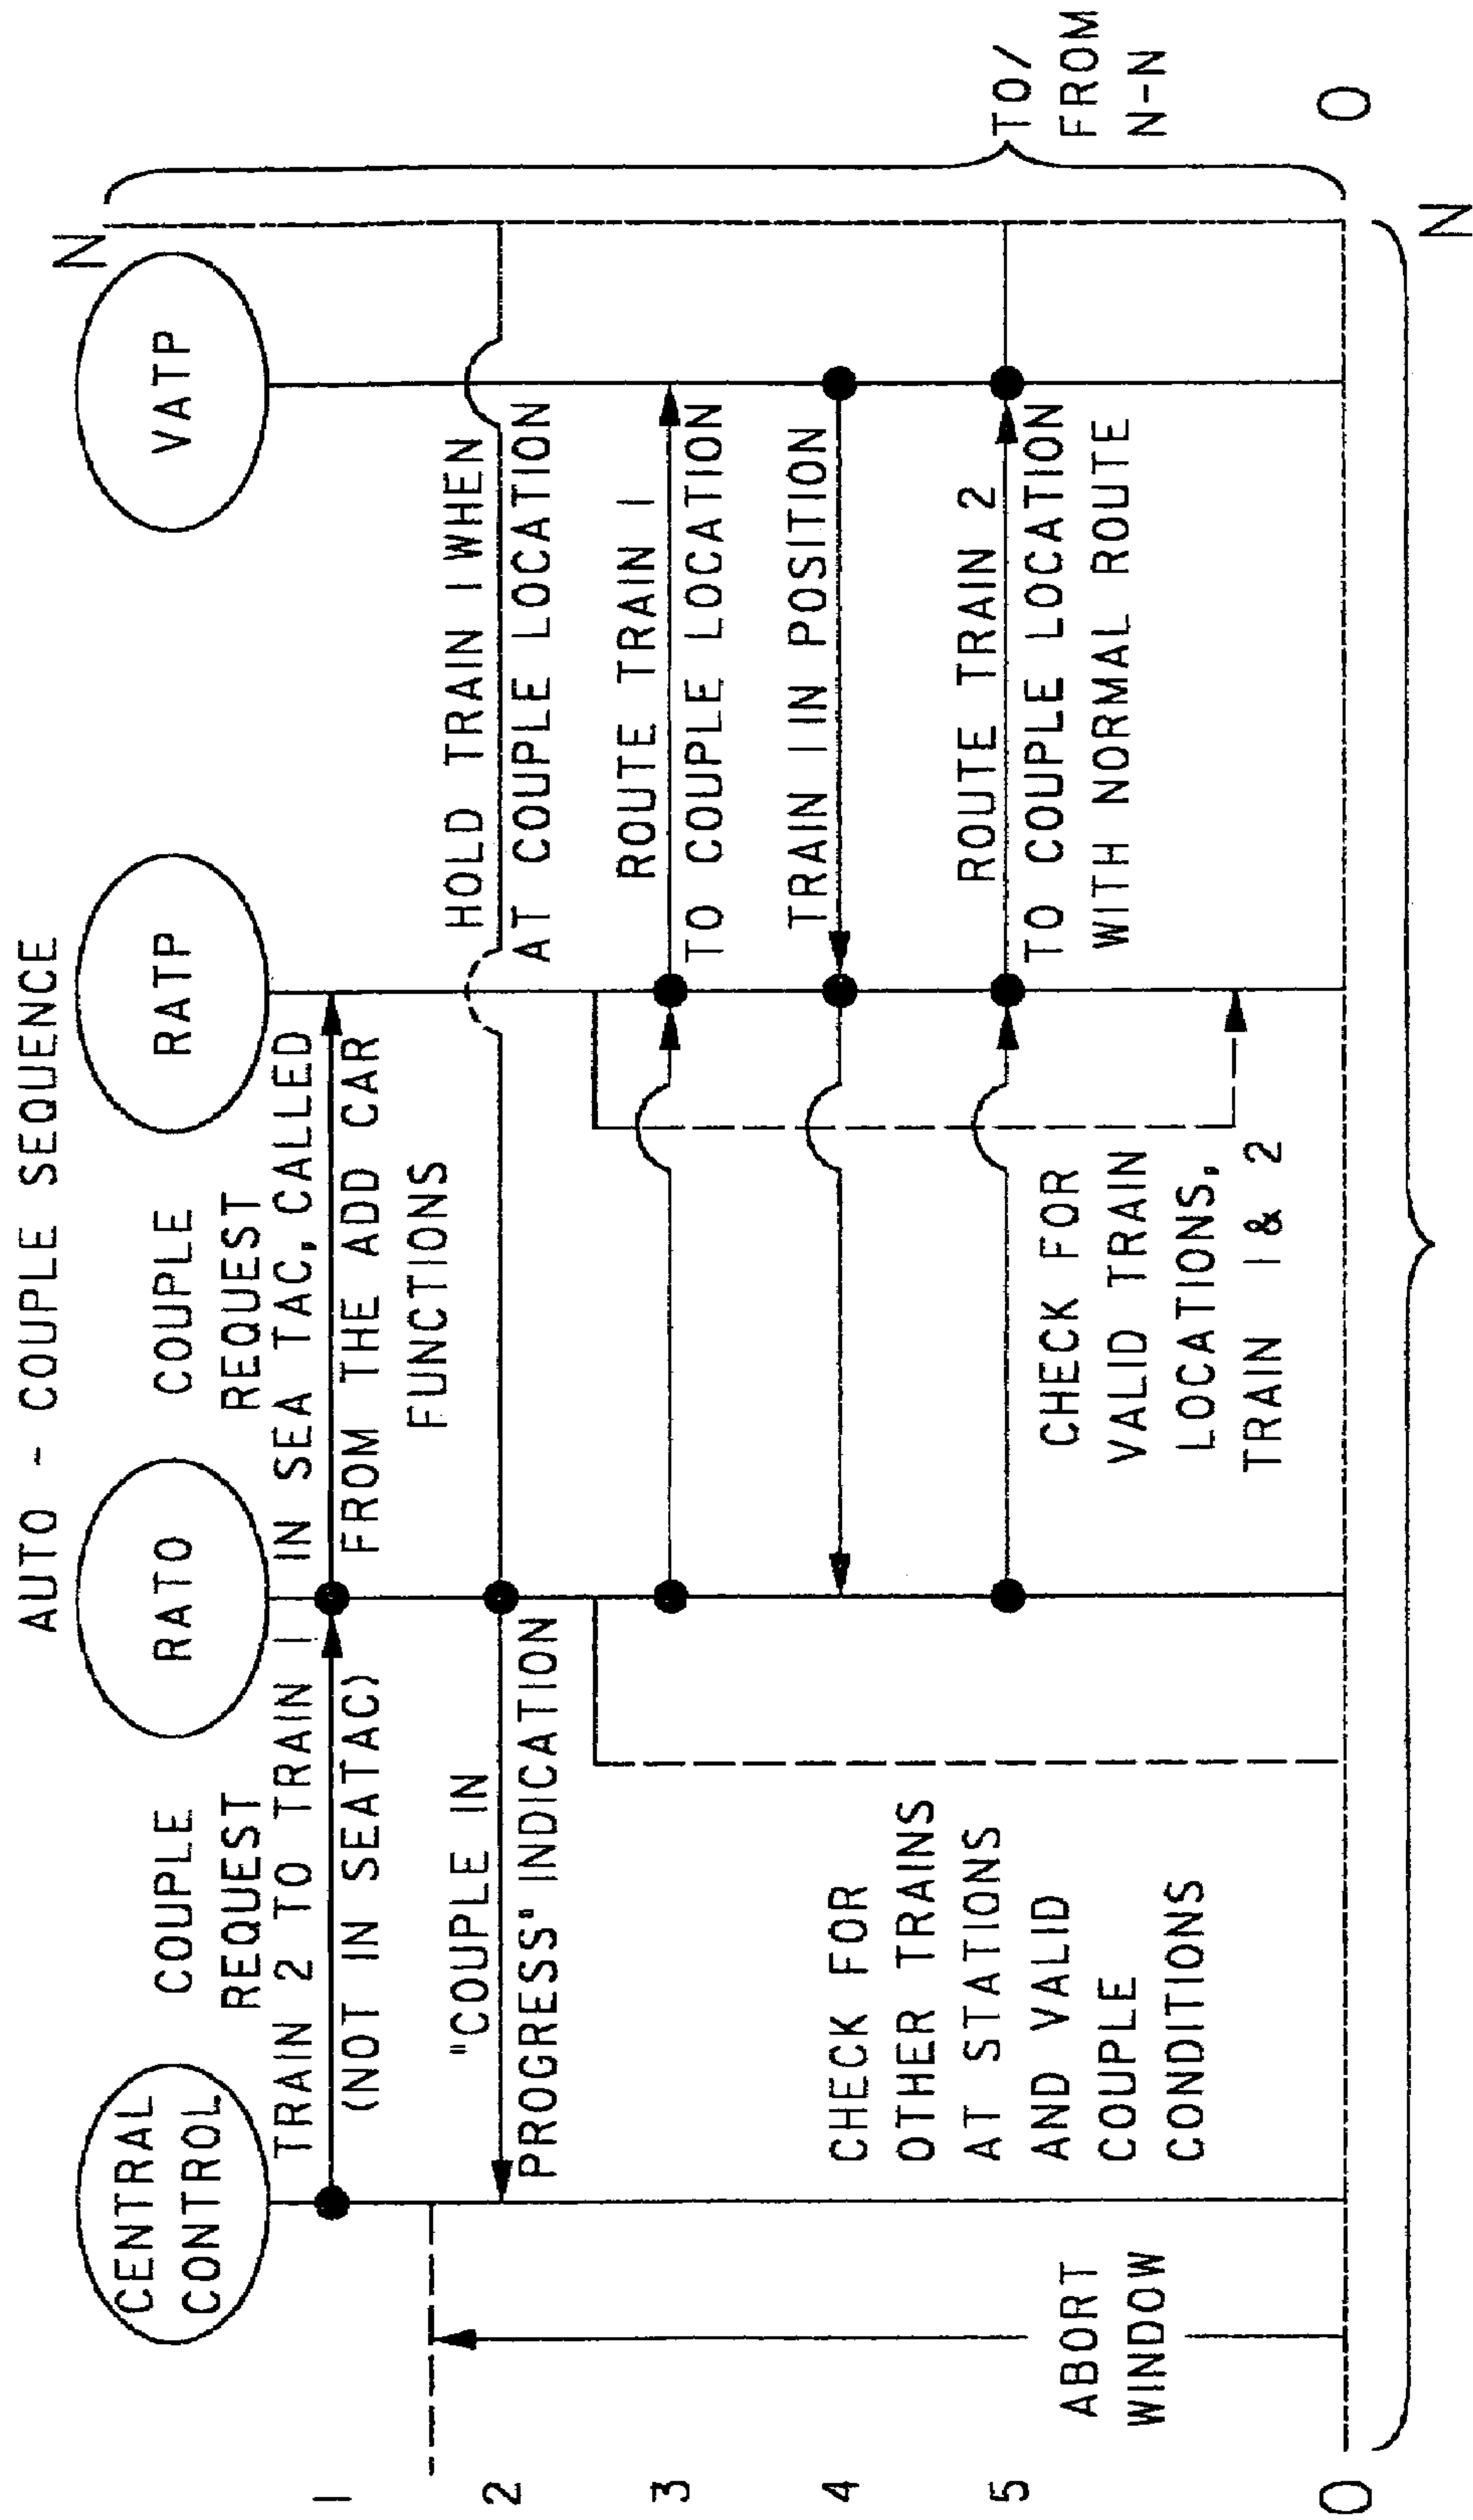 AUTO - COUPLE SEQUENCE
CENTRAL
CONTROL
RATO
RATP
VATP
N
COUPLE
REQUEST
TRAIN 2 TO TRAIN 1
(NOT IN SEATAC)
COUPLE
REQUEST
IN SEA TAC, CALLED
FROM THE ADD CAR
FUNCTIONS
1
2
3
4
5
O
"COUPLE IN
PROGRESS" INDICATION
HOLD TRAIN 1 WHEN
AT COUPLE LOCATION
ROUTE TRAIN 1
TO COUPLE LOCATION
TRAIN 1 IN POSITION
ROUTE TRAIN 2
TO COUPLE LOCATION
WITH NORMAL ROUTE
CHECK FOR
OTHER TRAINS
AT STATIONS
AND VALID
COUPLE
CONDITIONS
CHECK FOR
VALID TRAIN
LOCATIONS,
TRAIN 1 & 2
ABORT
WINDOW
TO/
FROM
N-N
O
N